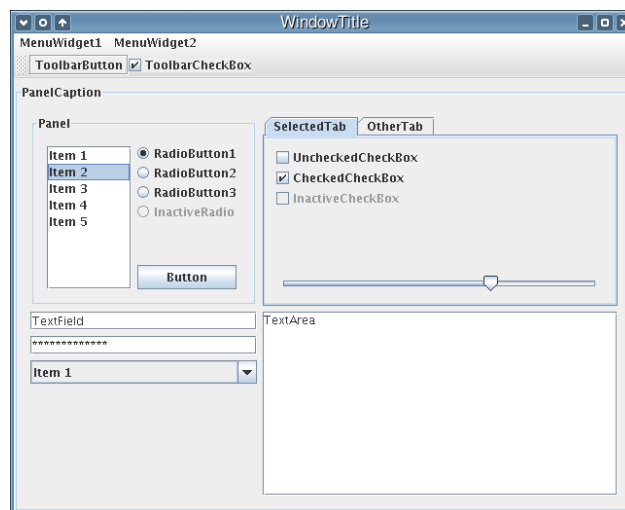 WindowTitle
MenuWidget1 MenuWidget2
ToolbarButton ToolbarCheckBox
PanelCaption
Panel
Item 1
Item 2
Item 3
Item 4
Item 5
RadioButton1
RadioButton2
RadioButton3
InactiveRadio
Button
SelectedTab OtherTab
UncheckedCheckBox
CheckedCheckBox
InactiveCheckBox
TextField
*************
Item 1
TextArea